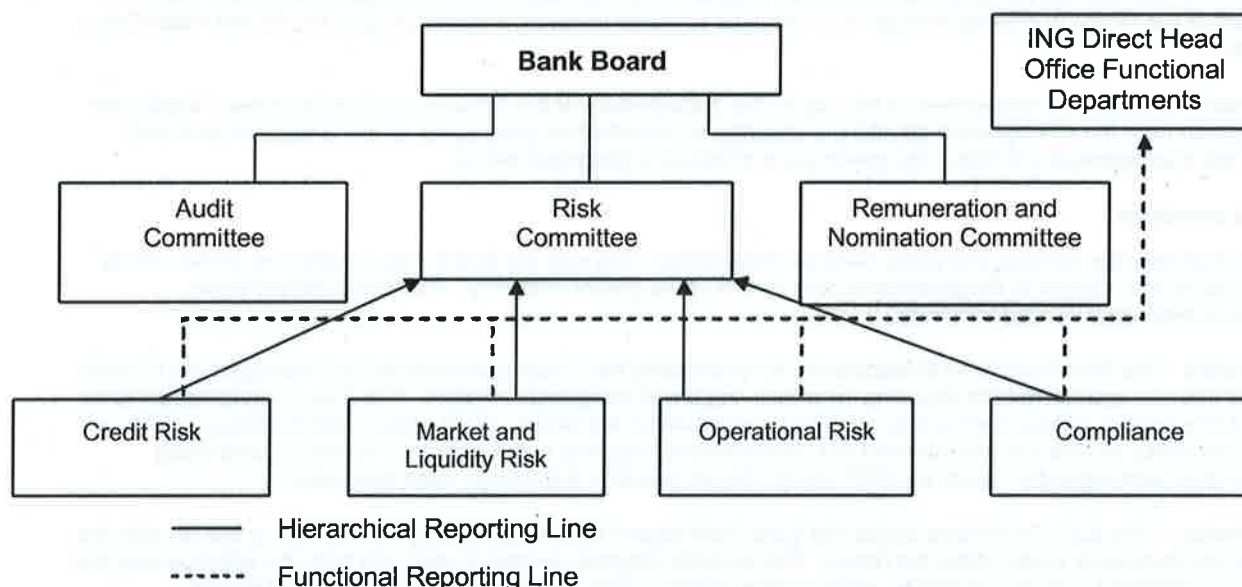 Bank Board
ING Direct Head
Office Functional
Departments
Audit
Committee
Risk
Committee
Remuneration and
Nomination Committee
Credit Risk
Market and
Liquidity Risk
Operational Risk
Compliance
Hierarchical Reporting Line
Functional Reporting Line